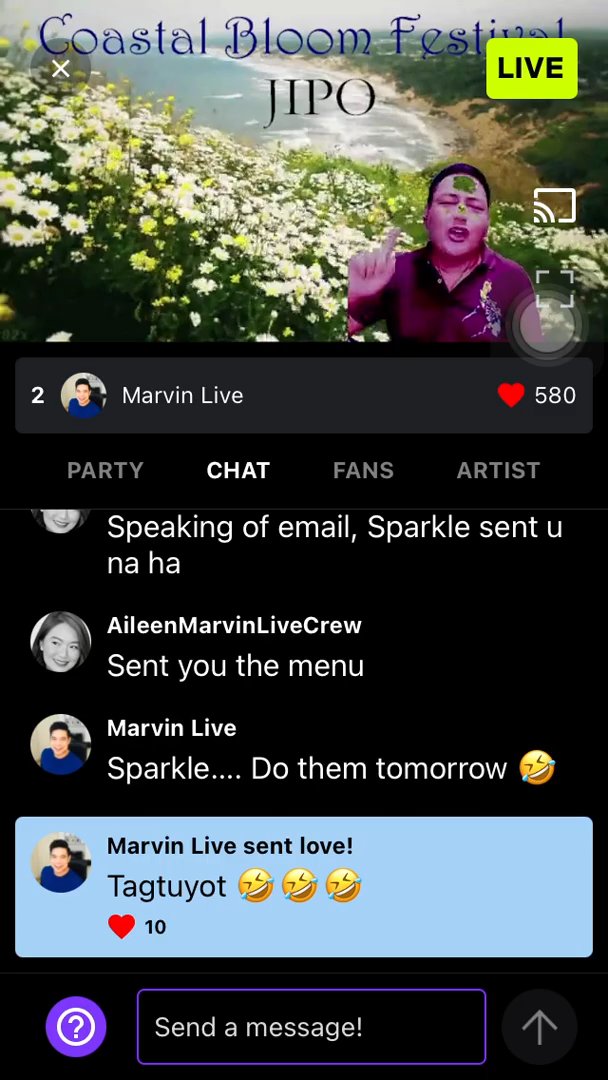 Coastal Bloom Festival
LIVE
JIPO
2 Marvin Live 580
PARTY CHAT FANS ARTIST
Speaking of email, Sparkle sent u
na ha
AileenMarvinLiveCrew
Sent you the menu
Marvin Live
Sparkle.... Do them tomorrow 🤣
Marvin Live sent love!
Tagtuyot 🤣🤣🤣
10
Send a message!